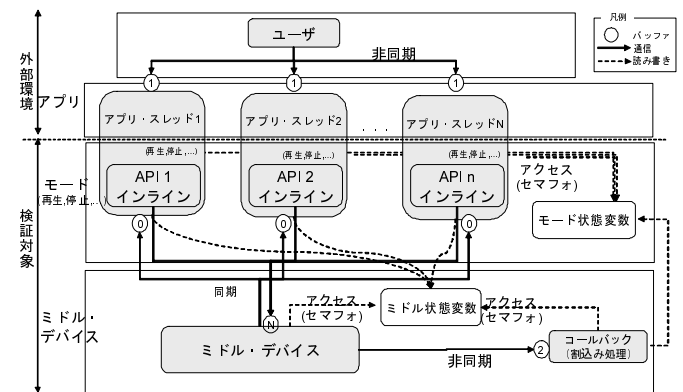 凡例
バッファ
通信
読み書き
ユーザ
非同期
1
1
1
外部環境
アプリ
アプリ・スレッド1
アプリ・スレッド2
. . .
アプリ・スレッドN
(再生,停止,...)
(再生,停止,...)
(再生,停止,...)
API 1
インライン
API 2
インライン
API n
インライン
アクセス
(セマフォ)
モード
(再生,停止,...)
モード状態変数
0
0
0
検証対象
同期
アクセス
(セマフォ)
ミドル状態変数
アクセス
(セマフォ)
ミドル・
デバイス
N
ミドル・デバイス
非同期
2
コールバック
(割込み処理)